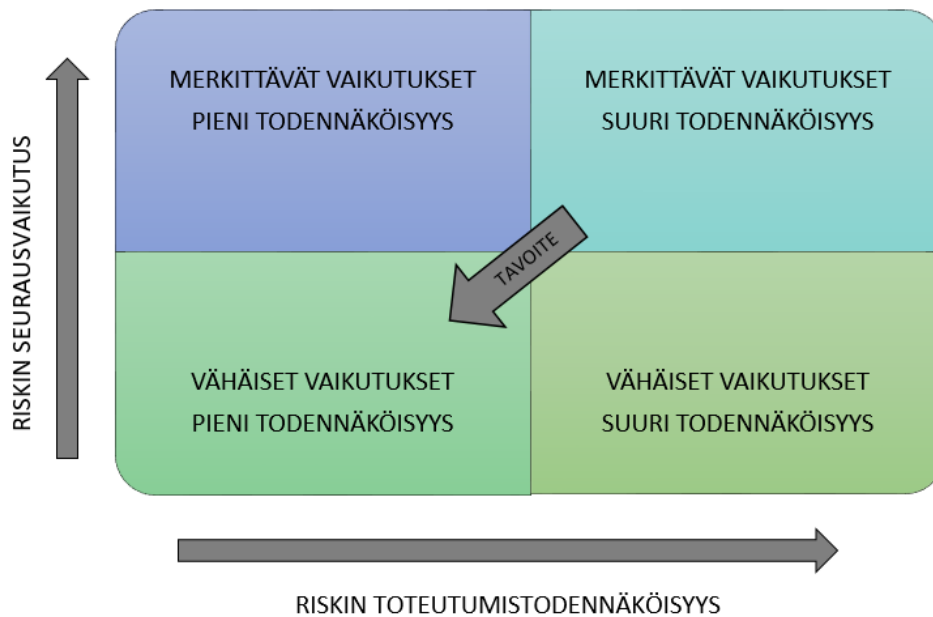 RISKIN SEURAUSVAIKUTUS
MERKITTÄVÄT VAIKUTUKSET
PIENI TODENNÄKÖISYYS
MERKITTÄVÄT VAIKUTUKSET
SUURI TODENNÄKÖISYYS
TAVOITE
VÄHÄISET VAIKUTUKSET
PIENI TODENNÄKÖISYYS
VÄHÄISET VAIKUTUKSET
SUURI TODENNÄKÖISYYS
RISKIN TOTEUTUMISTODENNÄKÖISYYS